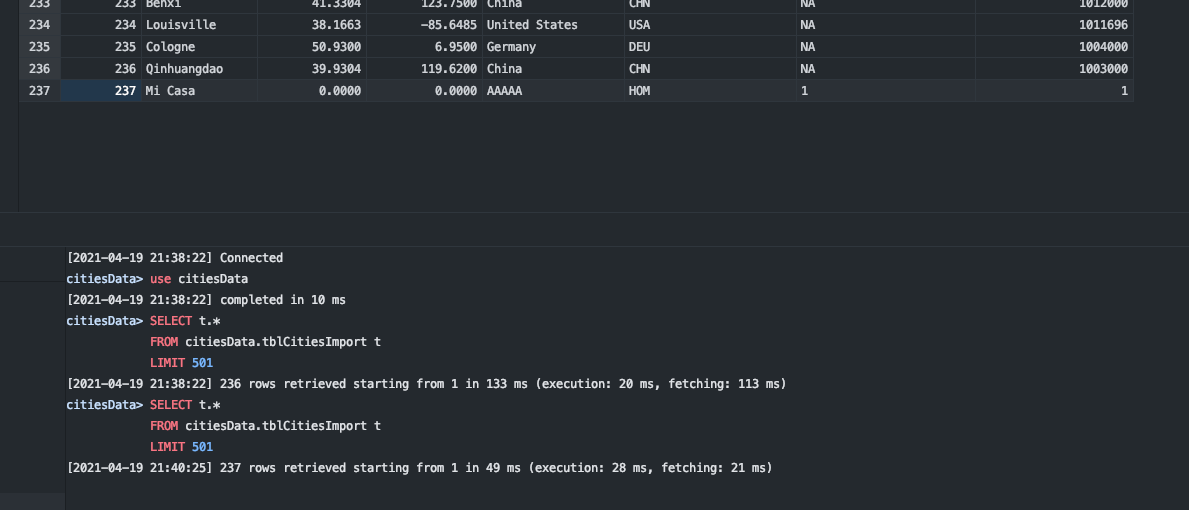 233 233 Benxi 41.3304 123.7500 China CHN NA 1012000
234 234 Louisville 38.1663 -85.6485 United States USA NA 1011696
235 235 Cologne 50.9300 6.9500 Germany DEU NA 1004000
236 236 Qinhuangdao 39.9304 119.6200 China CHN NA 1003000
237 237 Mi Casa 0.0000 0.0000 AAAAA HOM 1 1
[2021-04-19 21:38:22] Connected
citiesData> use citiesData
[2021-04-19 21:38:22] completed in 10 ms
citiesData> SELECT t.*
FROM citiesData.tblCitiesImport t
LIMIT 501
[2021-04-19 21:38:22] 236 rows retrieved starting from 1 in 133 ms (execution: 20 ms, fetching: 113 ms)
citiesData> SELECT t.*
FROM citiesData.tblCitiesImport t
LIMIT 501
[2021-04-19 21:40:25] 237 rows retrieved starting from 1 in 49 ms (execution: 28 ms, fetching: 21 ms)